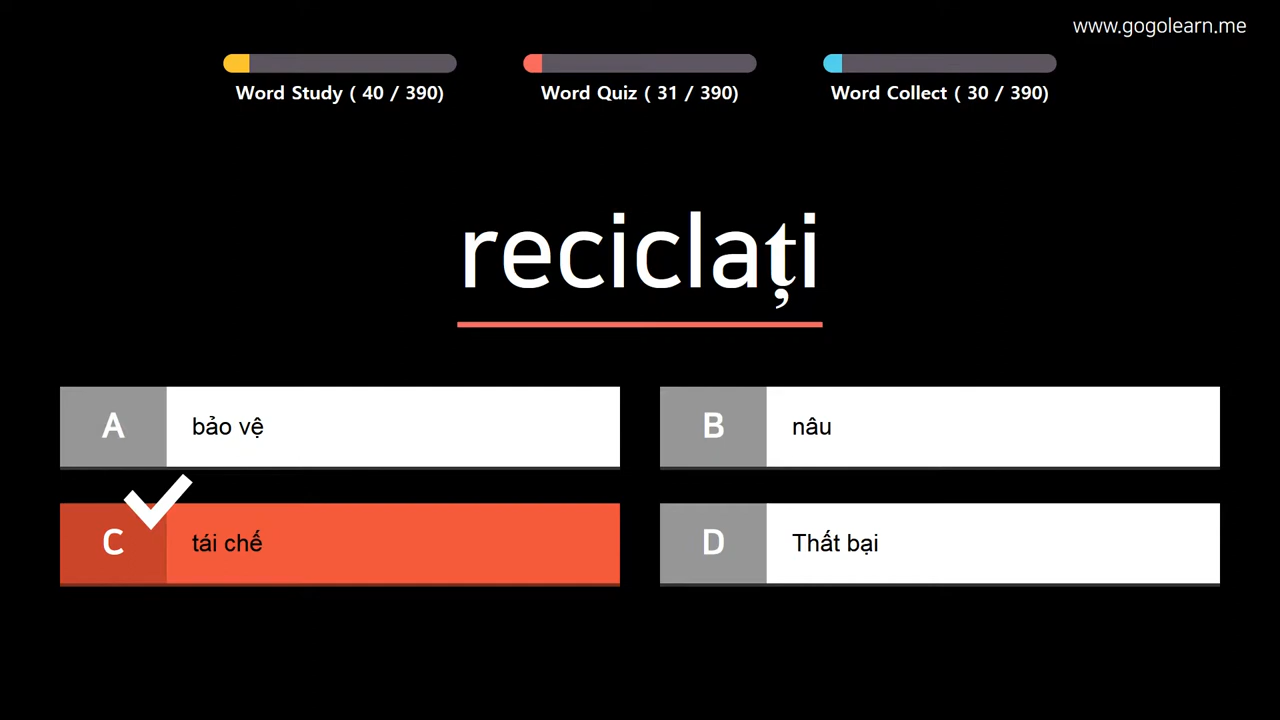 www.gogolearn.me
Word Study ( 40 / 390)
Word Quiz ( 31 / 390)
Word Collect ( 30 / 390)
reciclați
A bảo vệ
B nâu
C tái chế
D Thất bại